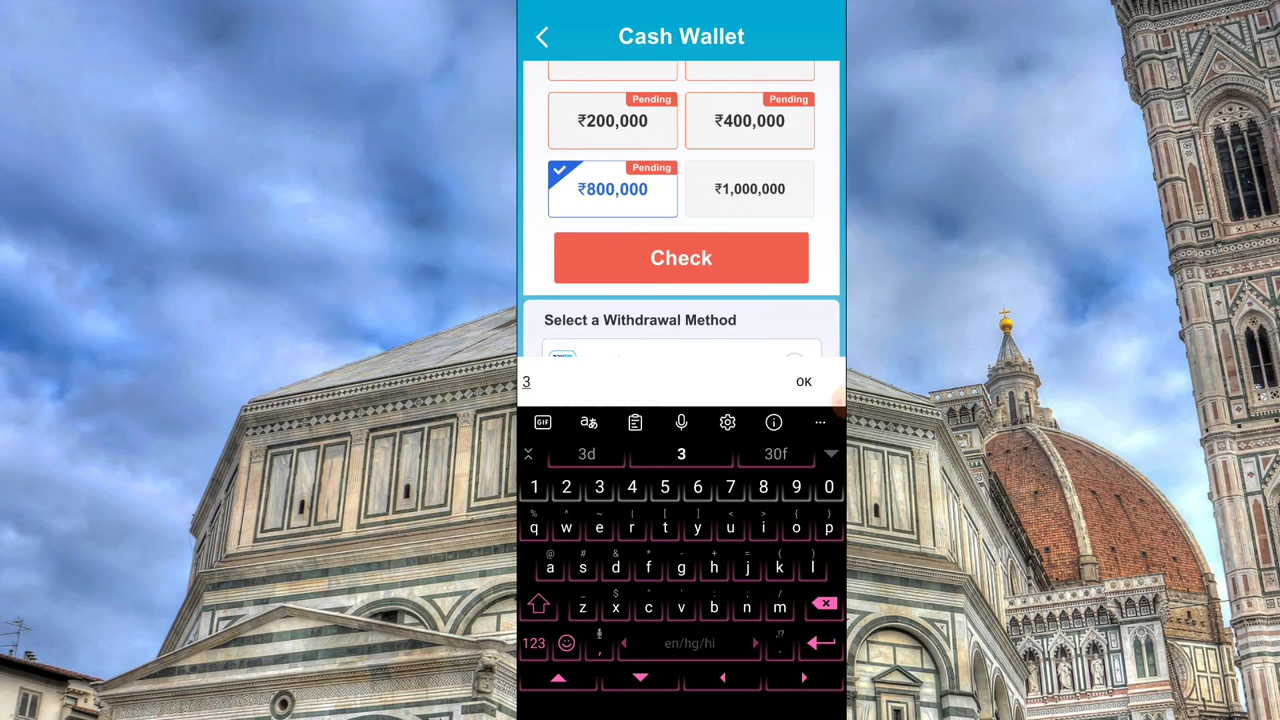 Cash Wallet
Pending
Pending
₹200,000
₹400,000
Pending
₹800,000
₹1,000,000
Check
Select a Withdrawal Method
3
OK
GIF
3d 3 30f
1 2 3 4 5 6 7 8 9 0
% ^ ~ | [ ] < > { }
q w e r t y u i o p
@ # & * - + = ( )
a s d f g h j k l
_ $ " ' : ; /
z x c v b n m
,!?
123 , en/hg/hi .